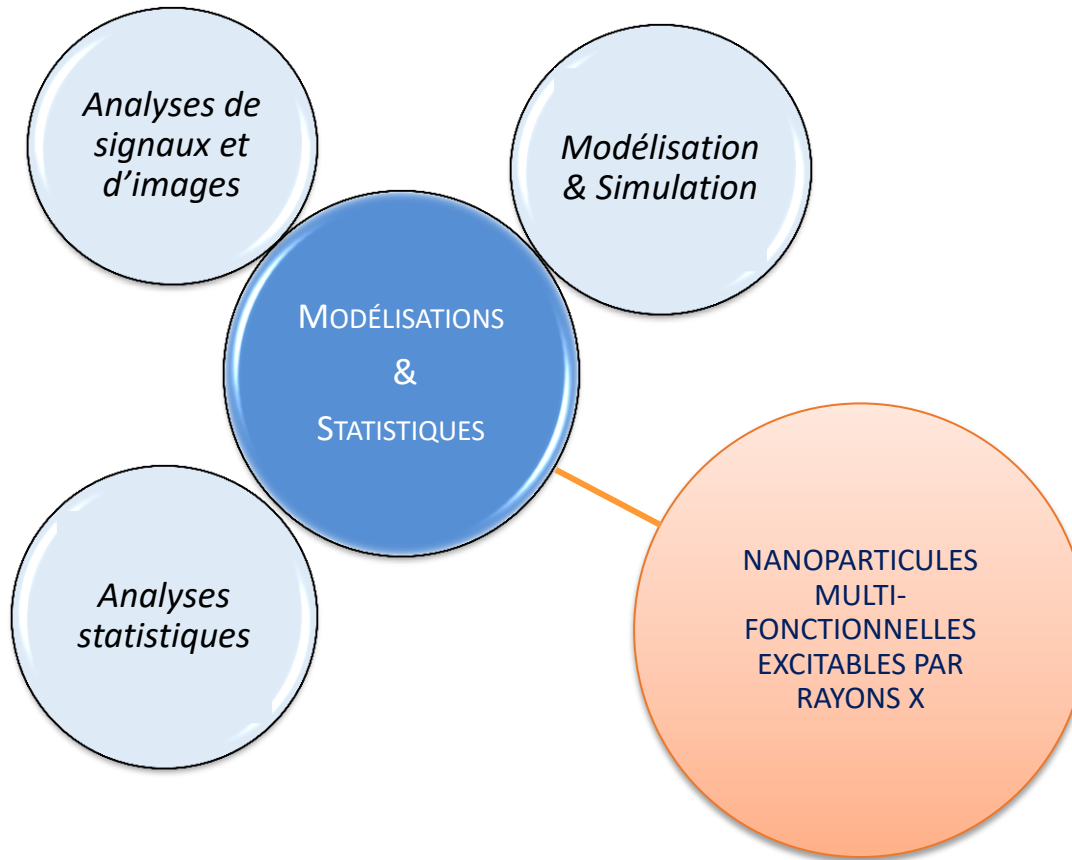 Analyses de
signaux et
d’images
Modélisation
& Simulation
MODÉLISATIONS
&
STATISTIQUES
Analyses
statistiques
NANOPARTICULES
MULTI-
FONCTIONNELLES
EXCITABLES PAR
RAYONS X